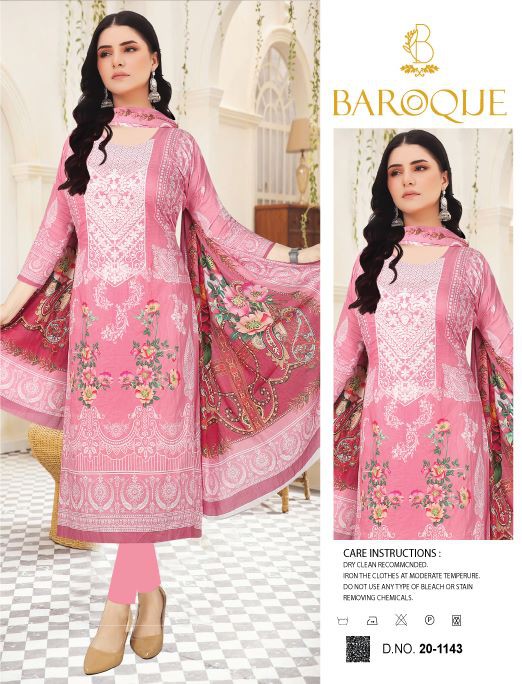 B
BAROQUE
CARE INSTRUCTIONS :
DRY CLEAN RECOMMCNDED.
IRON THE CLOTHES AT MODERATE TEMPERURE.
DO NOT USE ANY TYPE OF BLEACH OR STAIN
REMOVING CHEMICALS.
D.NO. 20-1143